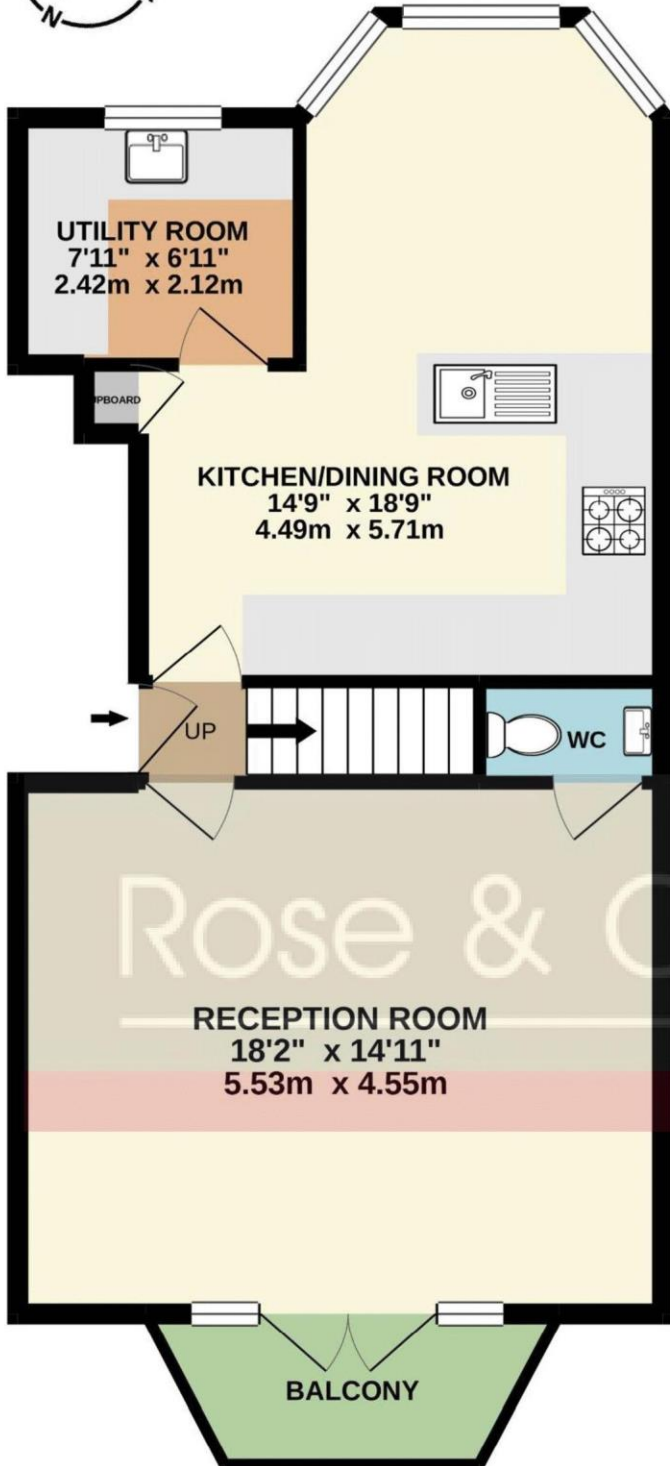 N
UTILITY ROOM
7'11" x 6'11"
2.42m x 2.12m
UPBOARD
KITCHEN/DINING ROOM
14'9" x 18'9"
4.49m x 5.71m
UP
WC
Rose & C
RECEPTION ROOM
18'2" x 14'11"
5.53m x 4.55m
BALCONY